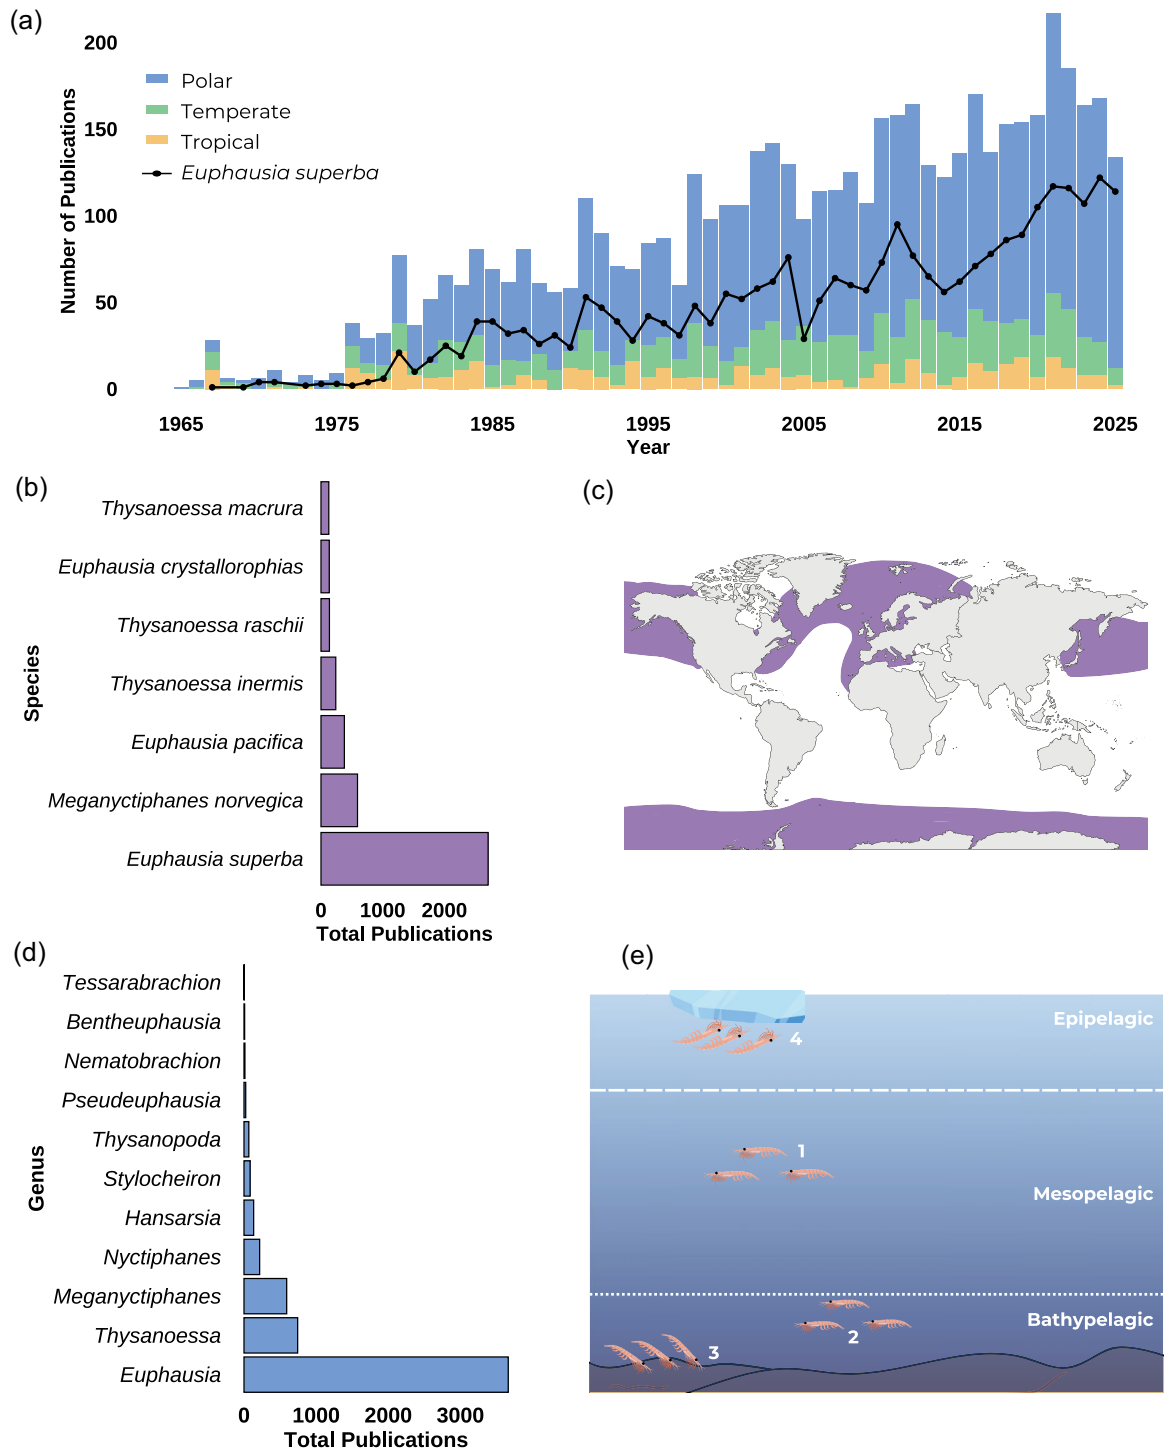 (a)
200
150
100
50
0
Number of Publications
Polar
Temperate
Tropical
Euphausia superba
1965 1975 1985 1995 2005 2015 2025
Year
(b)
Species
Thysanoessa macrura
Euphausia crystallorophias
Thysanoessa raschii
Thysanoessa inermis
Euphausia pacifica
Meganyctiphanes norvegica
Euphausia superba
0 1000 2000
Total Publications
(c)
(d)
Genus
Tessarabrachion
Bentheuphausia
Nematobrachion
Pseudeuphausia
Thysanopoda
Stylocheiron
Hansarsia
Nyctiphanes
Meganyctiphanes
Thysanoessa
Euphausia
0 1000 2000 3000
Total Publications
(e)
Epipelagic
4
1
Mesopelagic
Bathypelagic
2
3